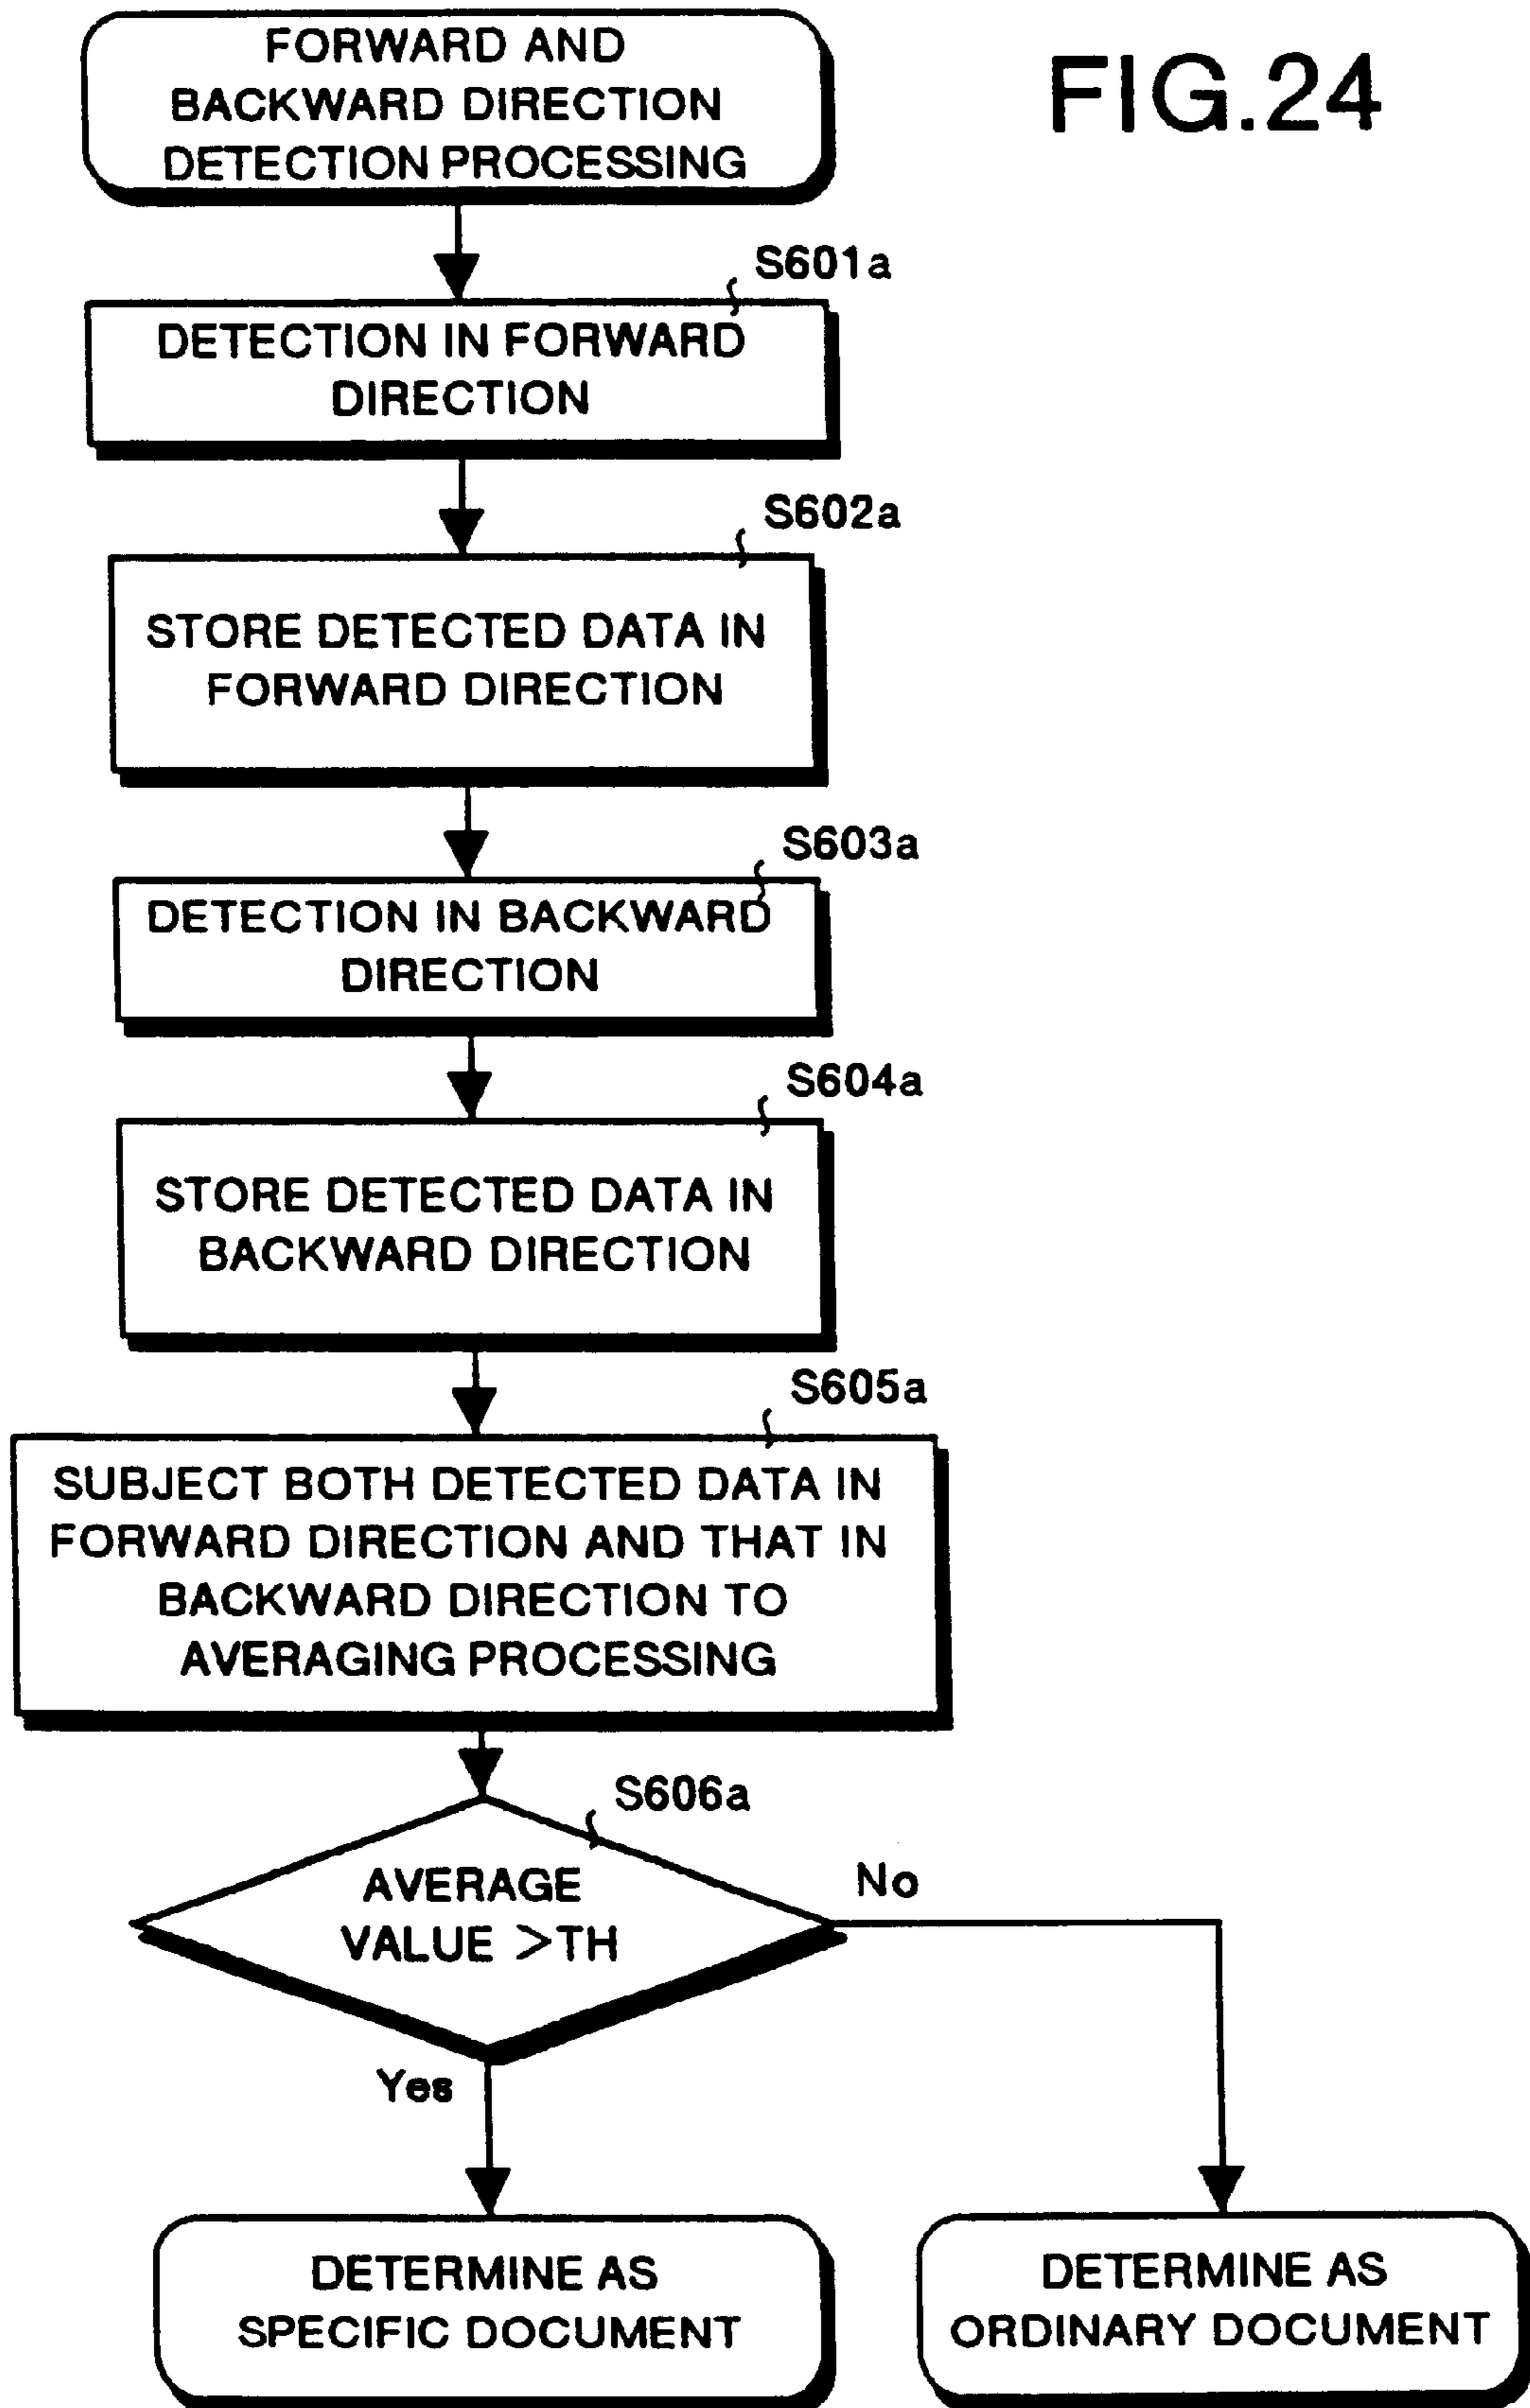 FORWARD AND
BACKWARD DIRECTION
DETECTION PROCESSING
FIG.24
S601a
DETECTION IN FORWARD
DIRECTION
S602a
STORE DETECTED DATA IN
FORWARD DIRECTION
S603a
DETECTION IN BACKWARD
DIRECTION
S604a
STORE DETECTED DATA IN
BACKWARD DIRECTION
S605a
SUBJECT BOTH DETECTED DATA IN
FORWARD DIRECTION AND THAT IN
BACKWARD DIRECTION TO
AVERAGING PROCESSING
S606a
AVERAGE
VALUE >TH
No
Yes
DETERMINE AS
SPECIFIC DOCUMENT
DETERMINE AS
ORDINARY DOCUMENT